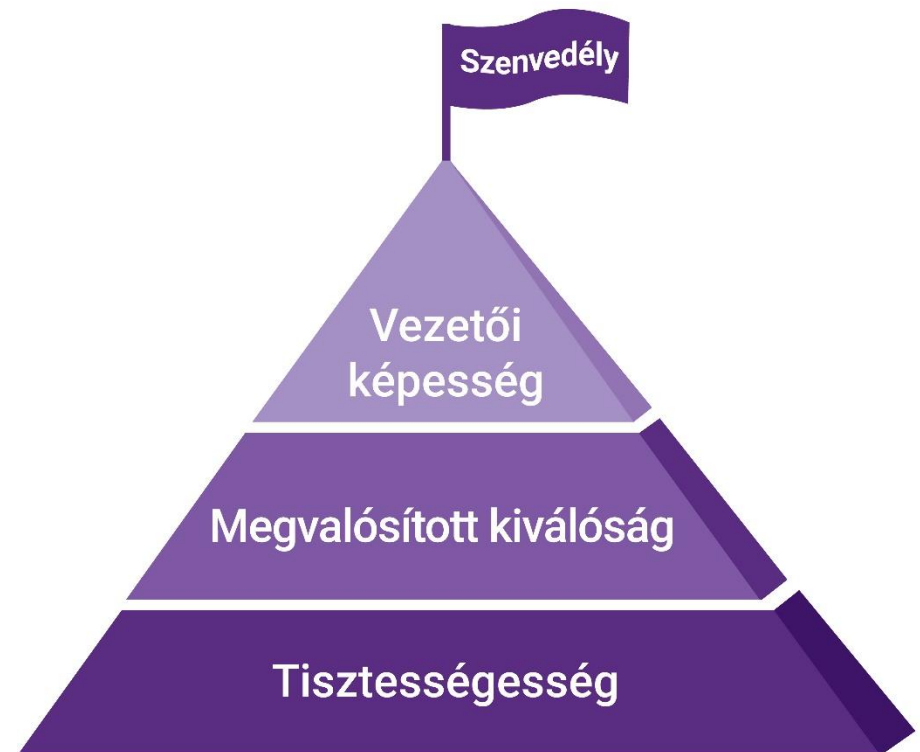 Szenvedély
Vezetői
képesség
Megvalósított kiválóság
Tisztességesség